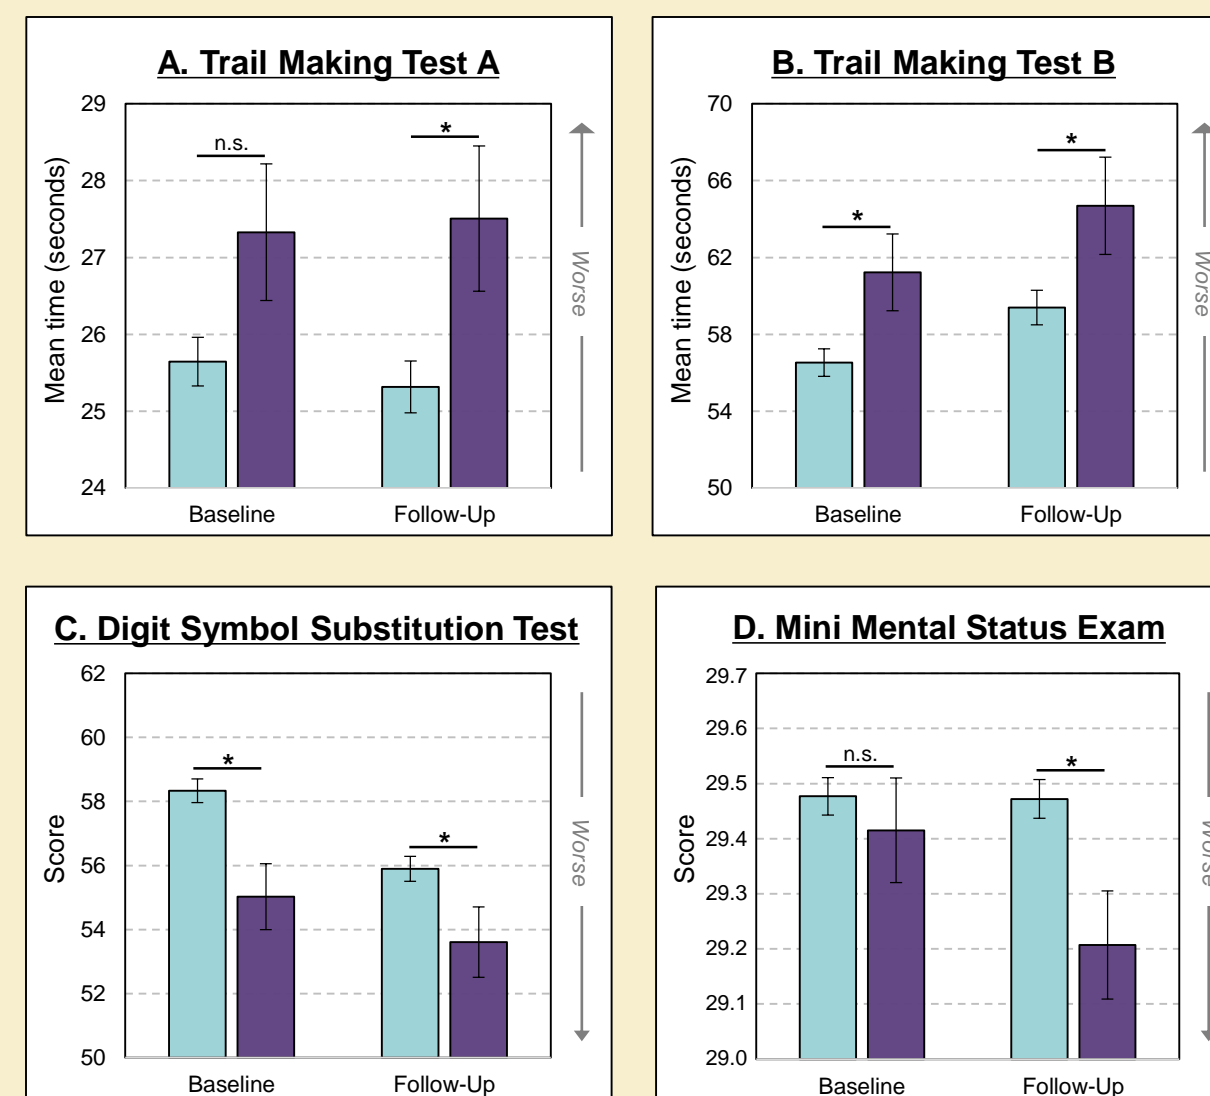 A. Trail Making Test A
29
28
27
26
25
24
Mean time (seconds)
n.s.
*
Worse
Baseline
Follow-Up
B. Trail Making Test B
70
66
62
58
54
50
Mean time (seconds)
*
*
Worse
Baseline
Follow-Up
C. Digit Symbol Substitution Test
62
60
58
56
54
52
50
Score
*
*
Worse
Baseline
Follow-Up
D. Mini Mental Status Exam
29.7
29.6
29.5
29.4
29.3
29.2
29.1
29.0
Score
n.s.
*
Worse
Baseline
Follow-Up